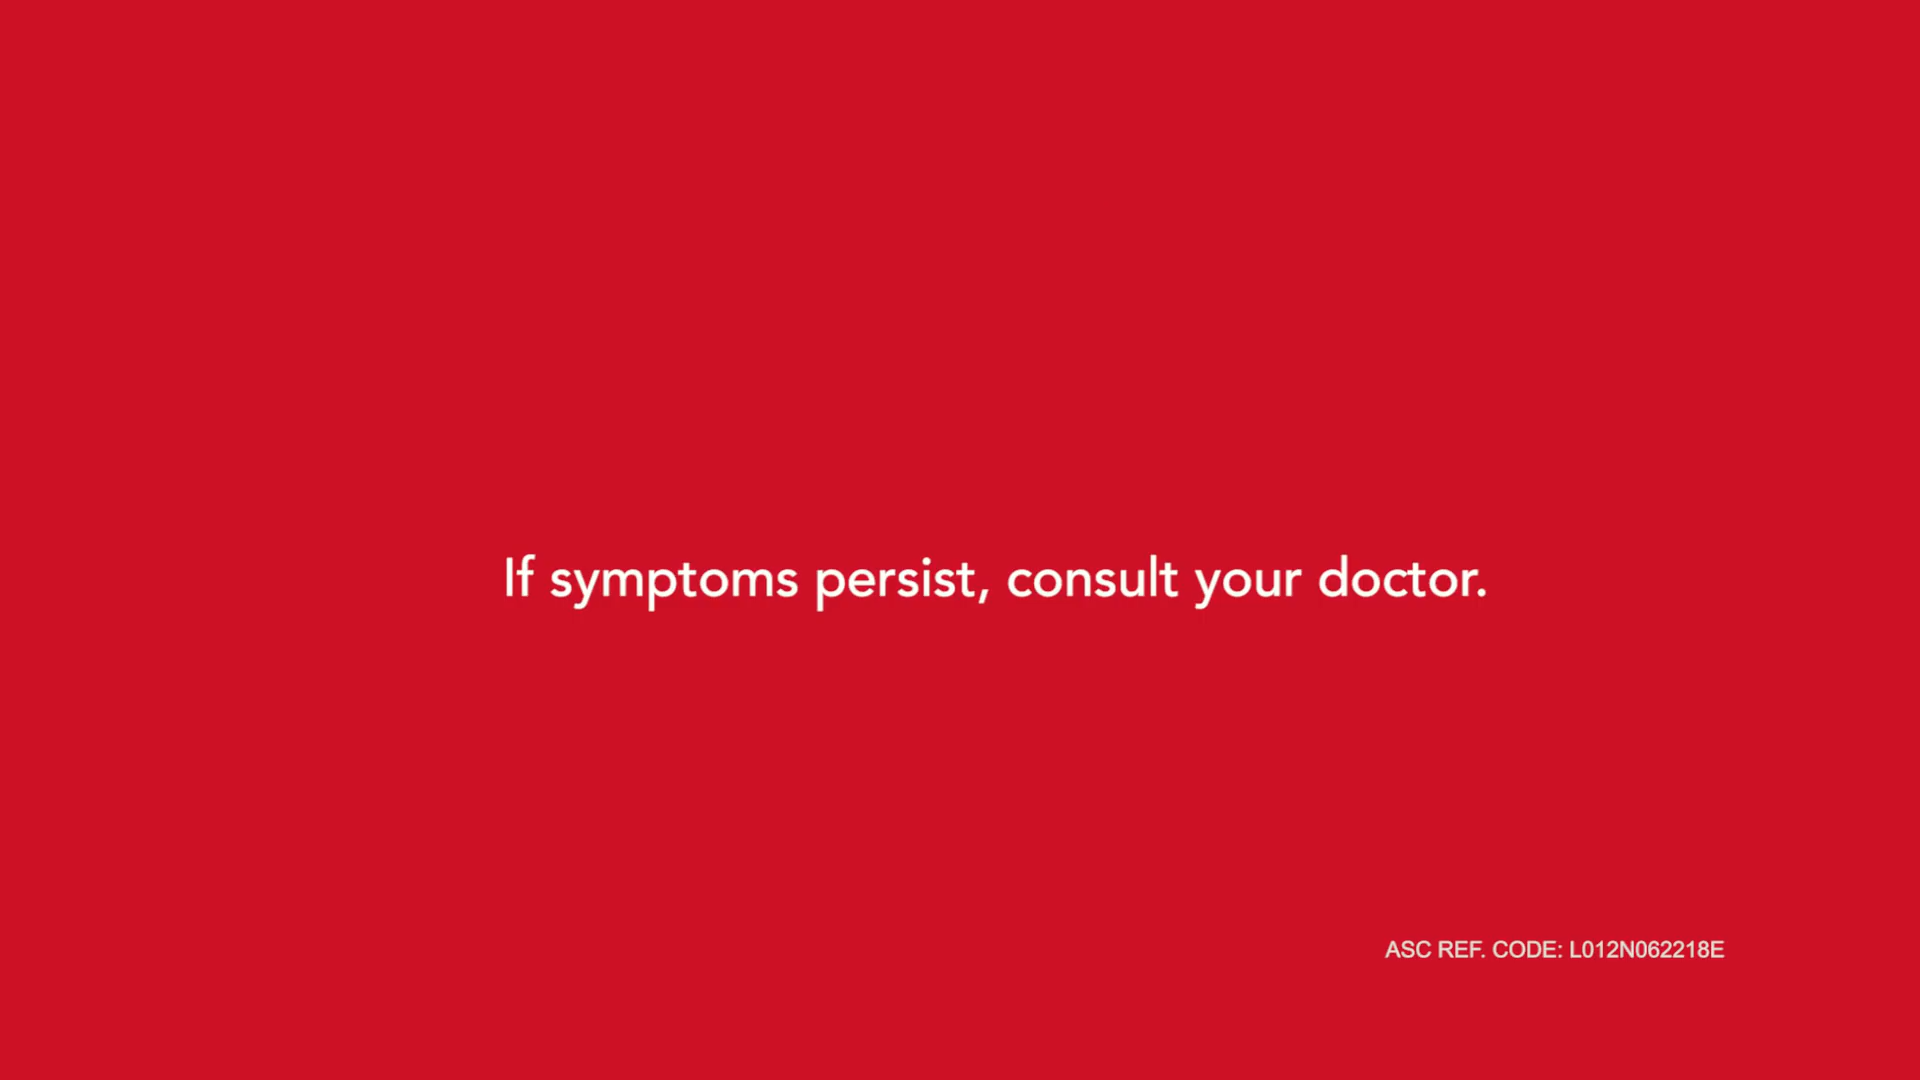 If symptoms persist, consult your doctor.
ASC REF. CODE: L012N062218E